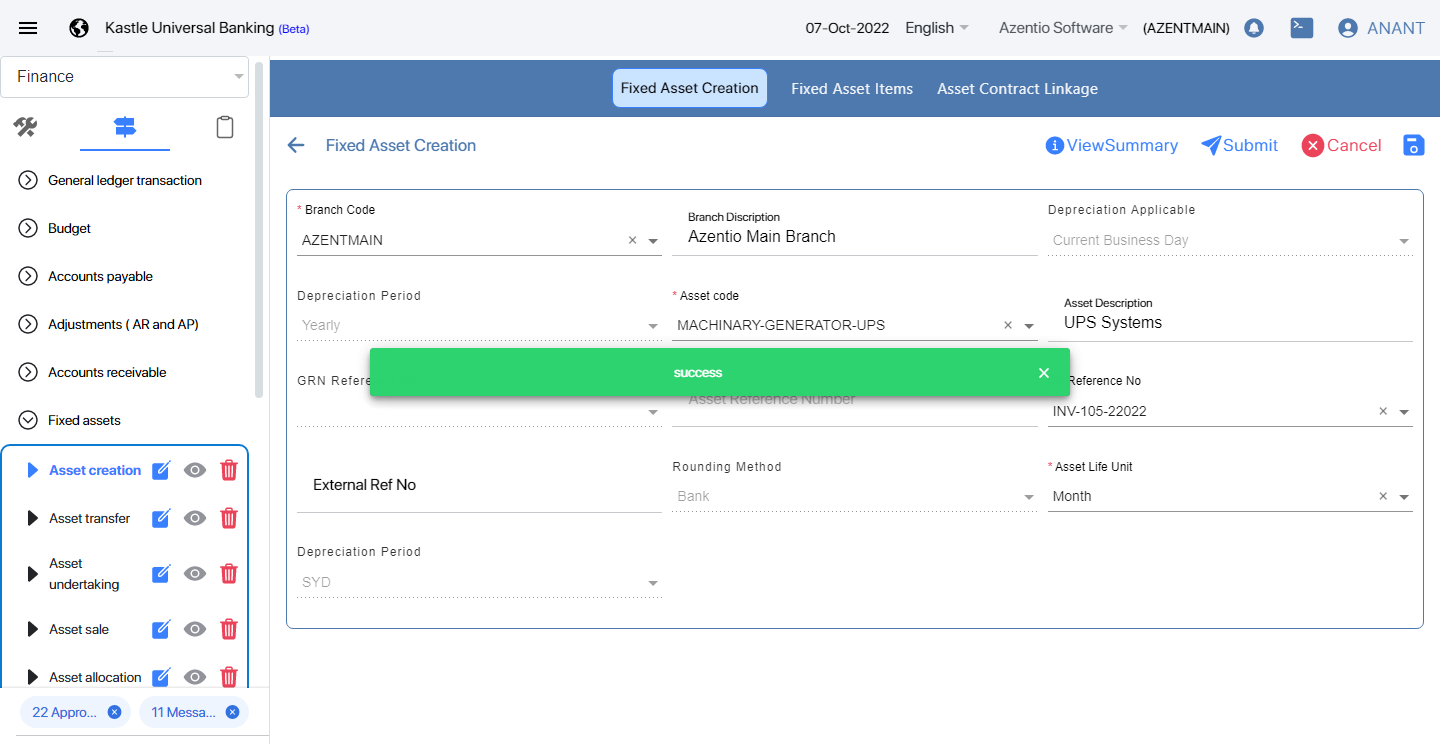 Kastle Universal Banking (Beta)
07-Oct-2022
English
Azentio Software
(AZENTMAIN)
ANANT
Finance
General ledger transaction
Budget
Accounts payable
Adjustments ( AR and AP)
Accounts receivable
Fixed assets
Asset creation
Asset transfer
Asset
undertaking
Asset sale
Asset allocation
22 Appro...
11 Messa...
Fixed Asset Creation
Fixed Asset Items
Asset Contract Linkage
Fixed Asset Creation
ViewSummary
Submit
Cancel
* Branch Code
AZENTMAIN
Branch Discription
Azentio Main Branch
Depreciation Applicable
Current Business Day
Depreciation Period
Yearly
* Asset code
MACHINARY-GENERATOR-UPS
Asset Description
UPS Systems
success
GRN Refere
Asset Reference Number
Reference No
INV-105-22022
External Ref No
Rounding Method
Bank
* Asset Life Unit
Month
Depreciation Period
SYD